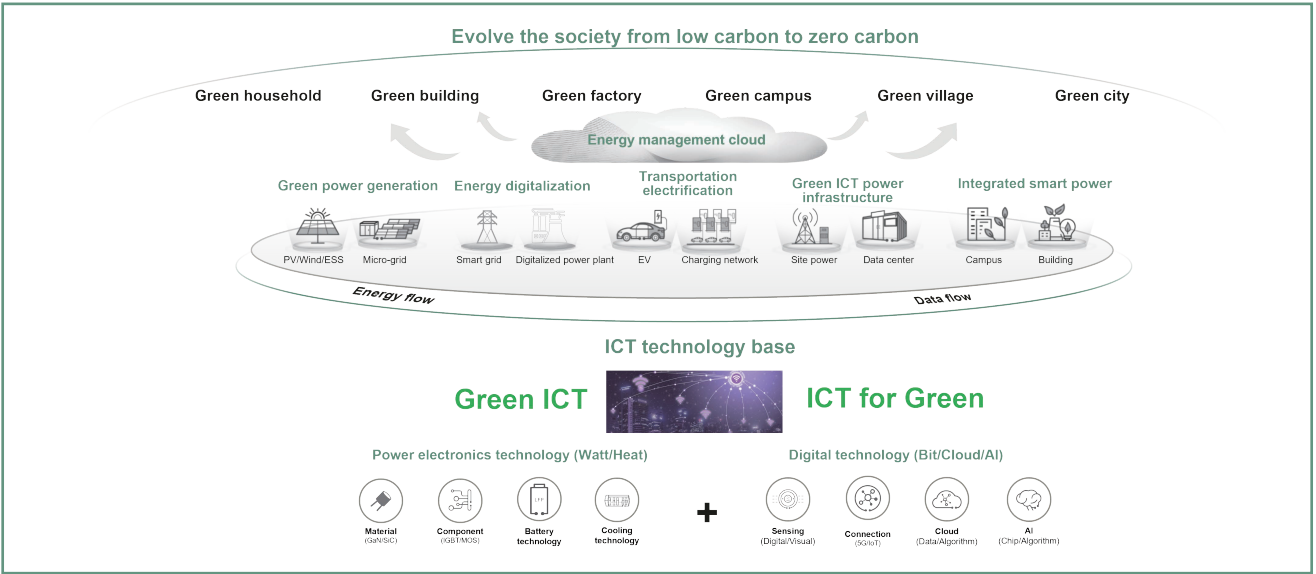 Evolve the society from low carbon to zero carbon
Green household Green building Green factory Green campus Green village Green city
Energy management cloud
Green power generation
Energy digitalization
Transportation
electrification
Green ICT power
infrastructure
Integrated smart power
PV/Wind/ESS Micro-grid Smart grid Digitalized power plant EV Charging network Site power Data center Campus Building
Energy flow Data flow
ICT technology base
Green ICT ICT for Green
Power electronics technology (Watt/Heat) Digital technology (Bit/Cloud/AI)
LFP
+
Material
(GaN/SiC)
Component
(IGBT/MOS)
Battery
technology
Cooling
technology
Sensing
(Digital/Visual)
Connection
(5G/IoT)
Cloud
(Data/Algorithm)
AI
(Chip/Algorithm)